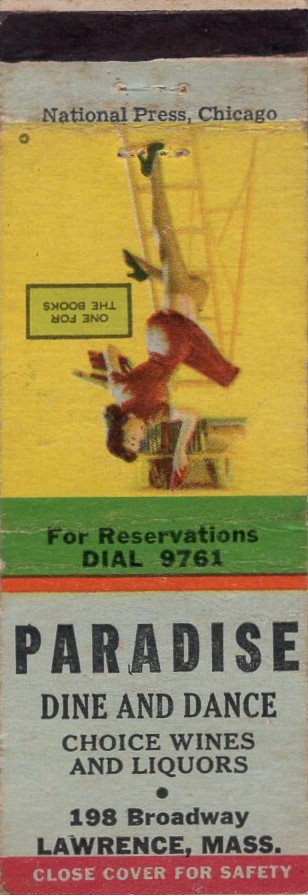 National Press, Chicago
ONE FOR
THE BOOKS
For Reservations
DIAL 9761
PARADISE
DINE AND DANCE
CHOICE WINES
AND LIQUORS
198 Broadway
LAWRENCE, MASS.
CLOSE COVER FOR SAFETY